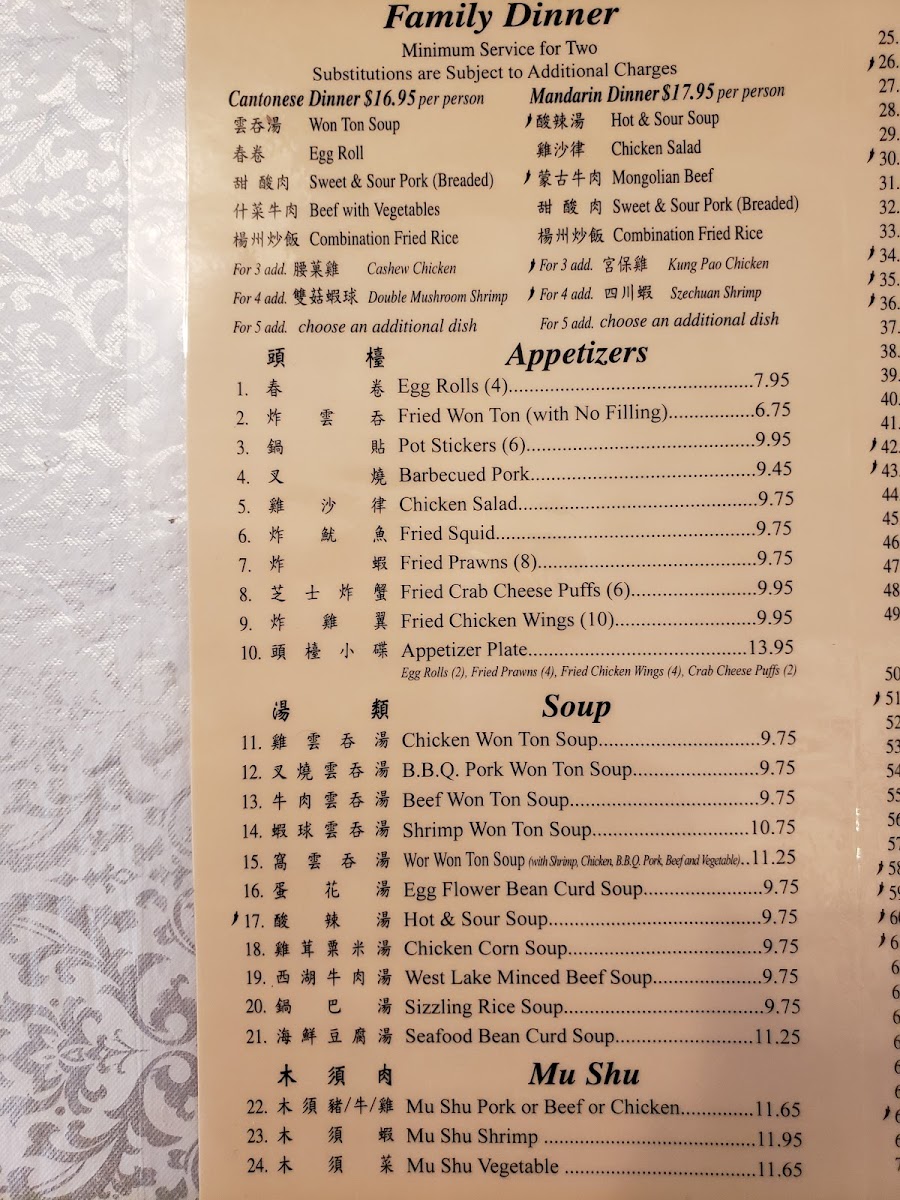 Family Dinner
Minimum Service for Two
Substitutions are Subject to Additional Charges
Cantonese Dinner $16.95 per person
雲吞湯 Won Ton Soup
春卷 Egg Roll
甜酸肉 Sweet & Sour Pork (Breaded)
什菜牛肉 Beef with Vegetables
楊州炒飯 Combination Fried Rice
For 3 add. 腰菓雞 Cashew Chicken
For 4 add. 雙菇蝦球 Double Mushroom Shrimp
For 5 add. choose an additional dish
Mandarin Dinner $17.95 per person
酸辣湯 Hot & Sour Soup
雞沙律 Chicken Salad
蒙古牛肉 Mongolian Beef
甜酸肉 Sweet & Sour Pork (Breaded)
楊州炒飯 Combination Fried Rice
For 3 add. 宮保雞 Kung Pao Chicken
For 4 add. 四川蝦 Szechuan Shrimp
For 5 add. choose an additional dish
頭檯 Appetizers
1. 春卷 Egg Rolls (4)...7.95
2. 炸雲吞 Fried Won Ton (with No Filling)...6.75
3. 鍋貼 Pot Stickers (6)...9.95
4. 叉燒 Barbecued Pork...9.45
5. 雞沙律 Chicken Salad...9.75
6. 炸魷魚 Fried Squid...9.75
7. 炸蝦 Fried Prawns (8)...9.75
8. 芝士炸蟹 Fried Crab Cheese Puffs (6)...9.95
9. 炸雞翼 Fried Chicken Wings (10)...9.95
10. 頭檯小碟 Appetizer Plate...13.95
Egg Rolls (2), Fried Prawns (4), Fried Chicken Wings (4), Crab Cheese Puffs (2)
湯類 Soup
11. 雞雲吞湯 Chicken Won Ton Soup...9.75
12. 叉燒雲吞湯 B.B.Q. Pork Won Ton Soup...9.75
13. 牛肉雲吞湯 Beef Won Ton Soup...9.75
14. 蝦球雲吞湯 Shrimp Won Ton Soup...10.75
15. 窩雲吞湯 Wor Won Ton Soup (with Shrimp, Chicken, B.B.Q. Pork, Beef and Vegetable)..11.25
16. 蛋花湯 Egg Flower Bean Curd Soup...9.75
17. 酸辣湯 Hot & Sour Soup...9.75
18. 雞茸粟米湯 Chicken Corn Soup...9.75
19. 西湖牛肉湯 West Lake Minced Beef Soup...9.75
20. 鍋巴湯 Sizzling Rice Soup...9.75
21. 海鮮豆腐湯 Seafood Bean Curd Soup...11.25
木須肉 Mu Shu
22. 木須豬/牛/雞 Mu Shu Pork or Beef or Chicken...11.65
23. 木須蝦 Mu Shu Shrimp ...11.95
24. 木須菜 Mu Shu Vegetable ...11.65
25.
26.
27.
28.
29.
30.
31.
32.
33.
34.
35.
36.
37.
38.
39.
40.
41.
42.
43.
44
45
46
47
48
49
50
51
52
53
54
55
56
57
58
59